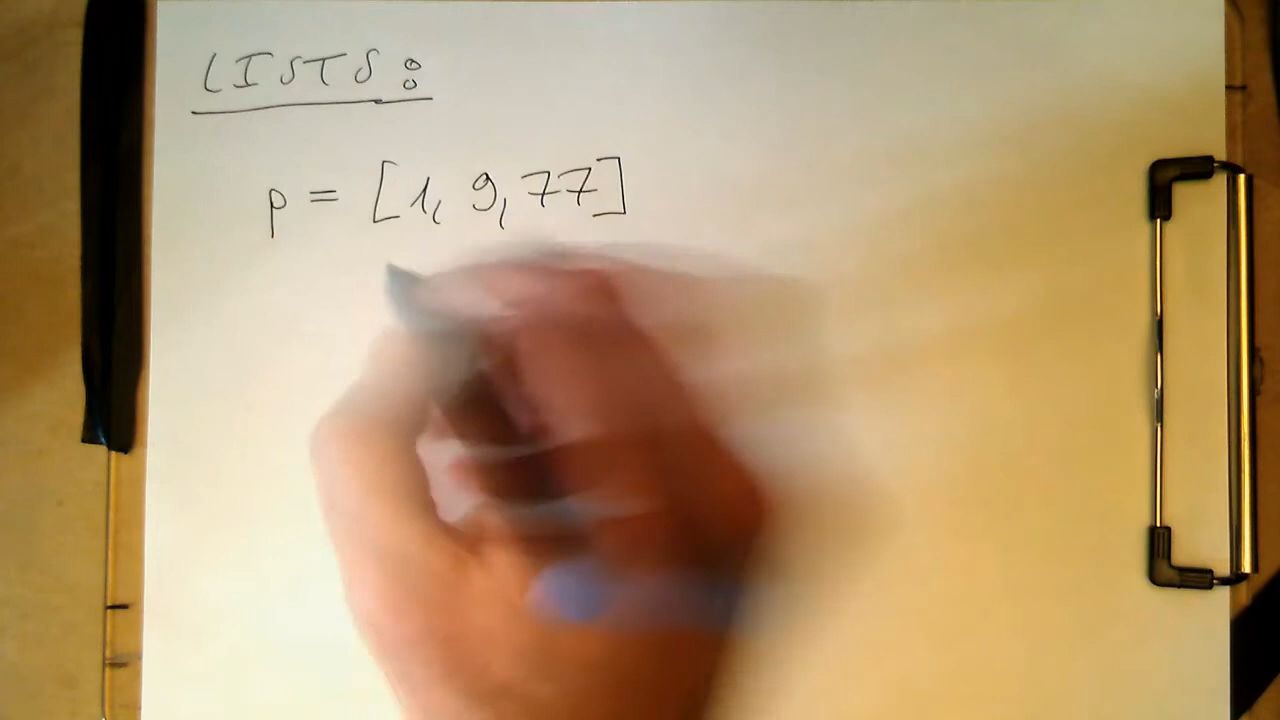 LISTS:
p = [1, 9, 77]